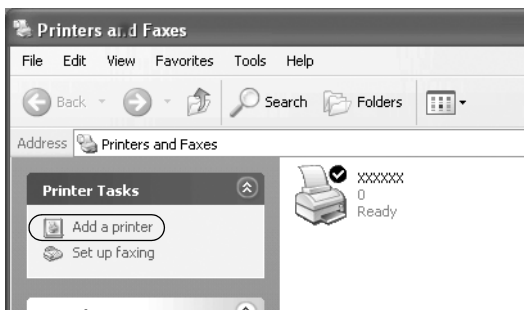 Printers and Faxes
File Edit View Favorites Tools Help
Back Search Folders
Address Printers and Faxes
Printer Tasks
Add a printer
Set up faxing
xxxxxx
0
Ready